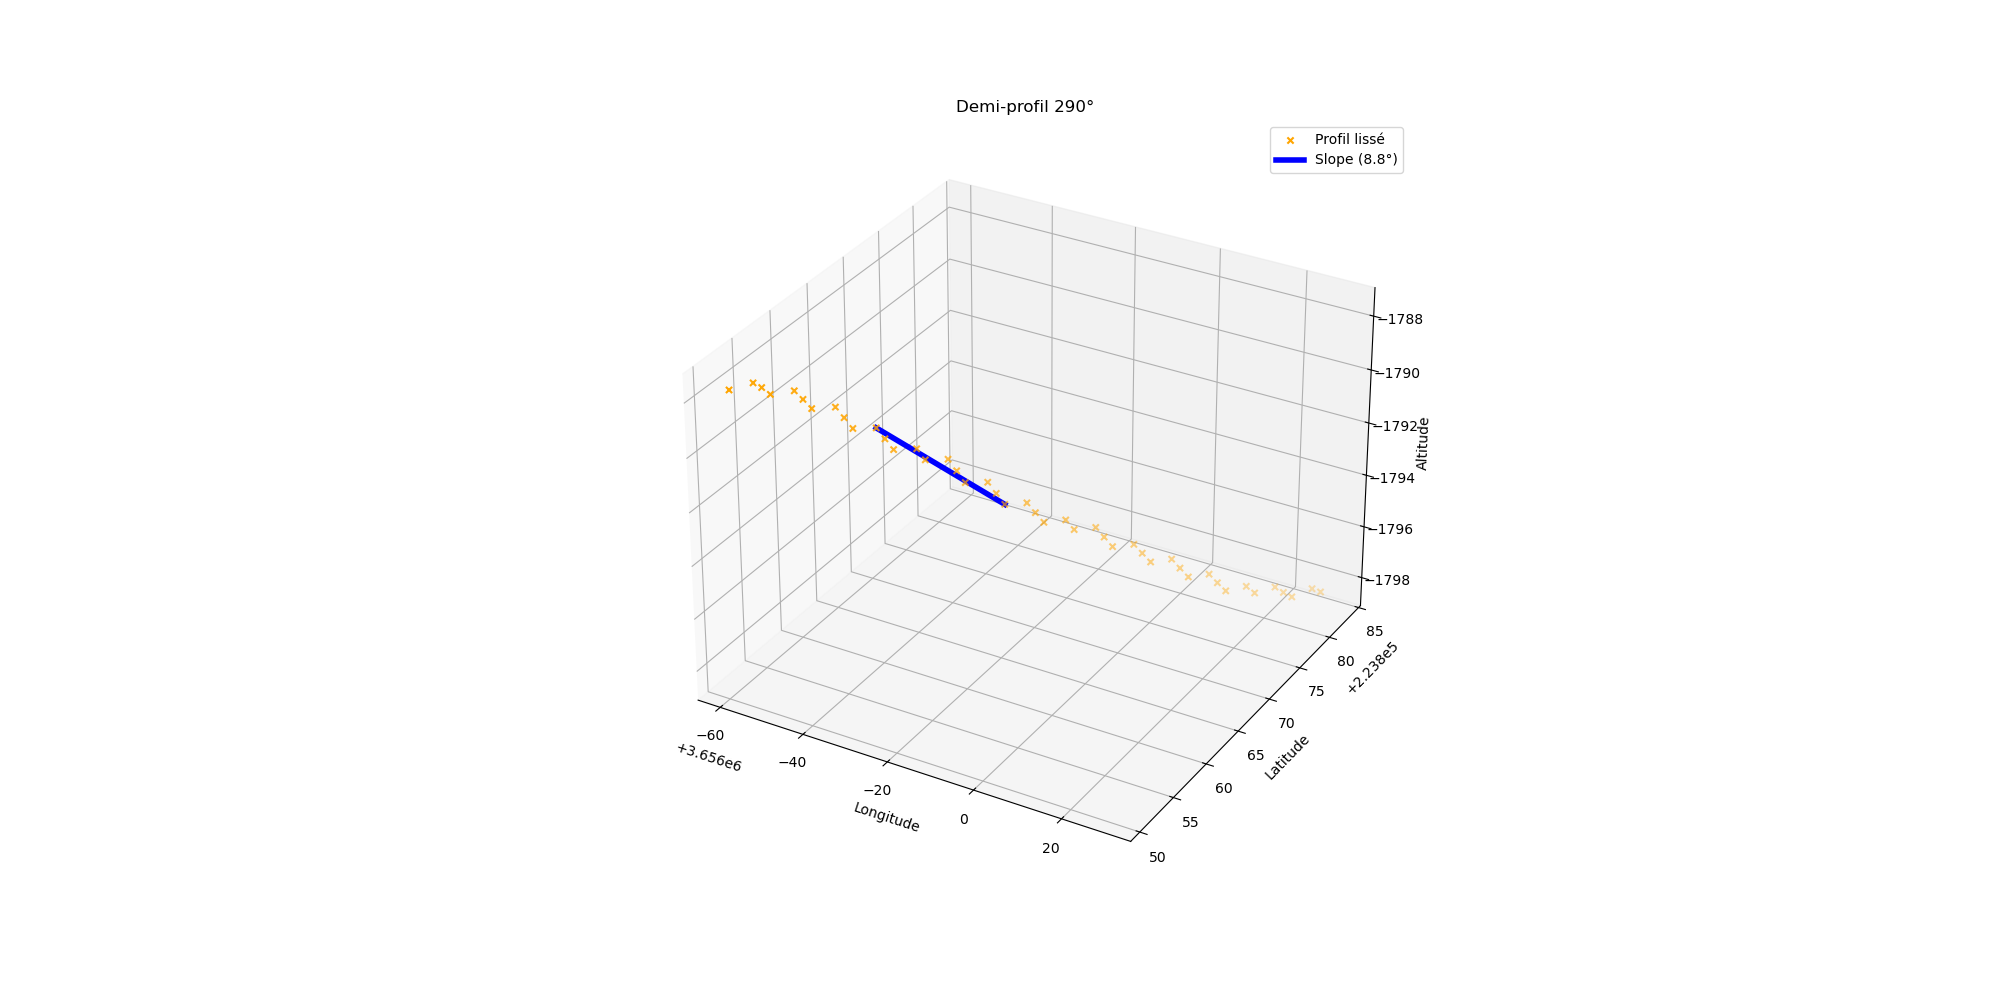 Demi-profil 290°
Profil lissé
Slope (8.8°)
−1788
−1790
−1792
−1794
−1796
−1798
Altitude
85
80
75
70
65
60
55
50
+2.238e5
Latitude
−60
−40
−20
0
20
+3.656e6
Longitude